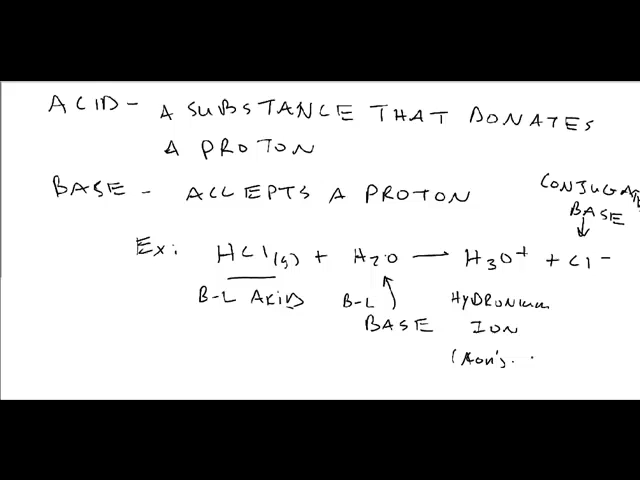 ACID - A SUBSTANCE THAT DONATES
A PROTON
BASE - ACCEPTS A PROTON
CONJUGATE
BASE
Ex: HCl(g) + H2O → H3O+ + Cl-
B-L ACID
B-L
BASE
HYDRONIUM
ION